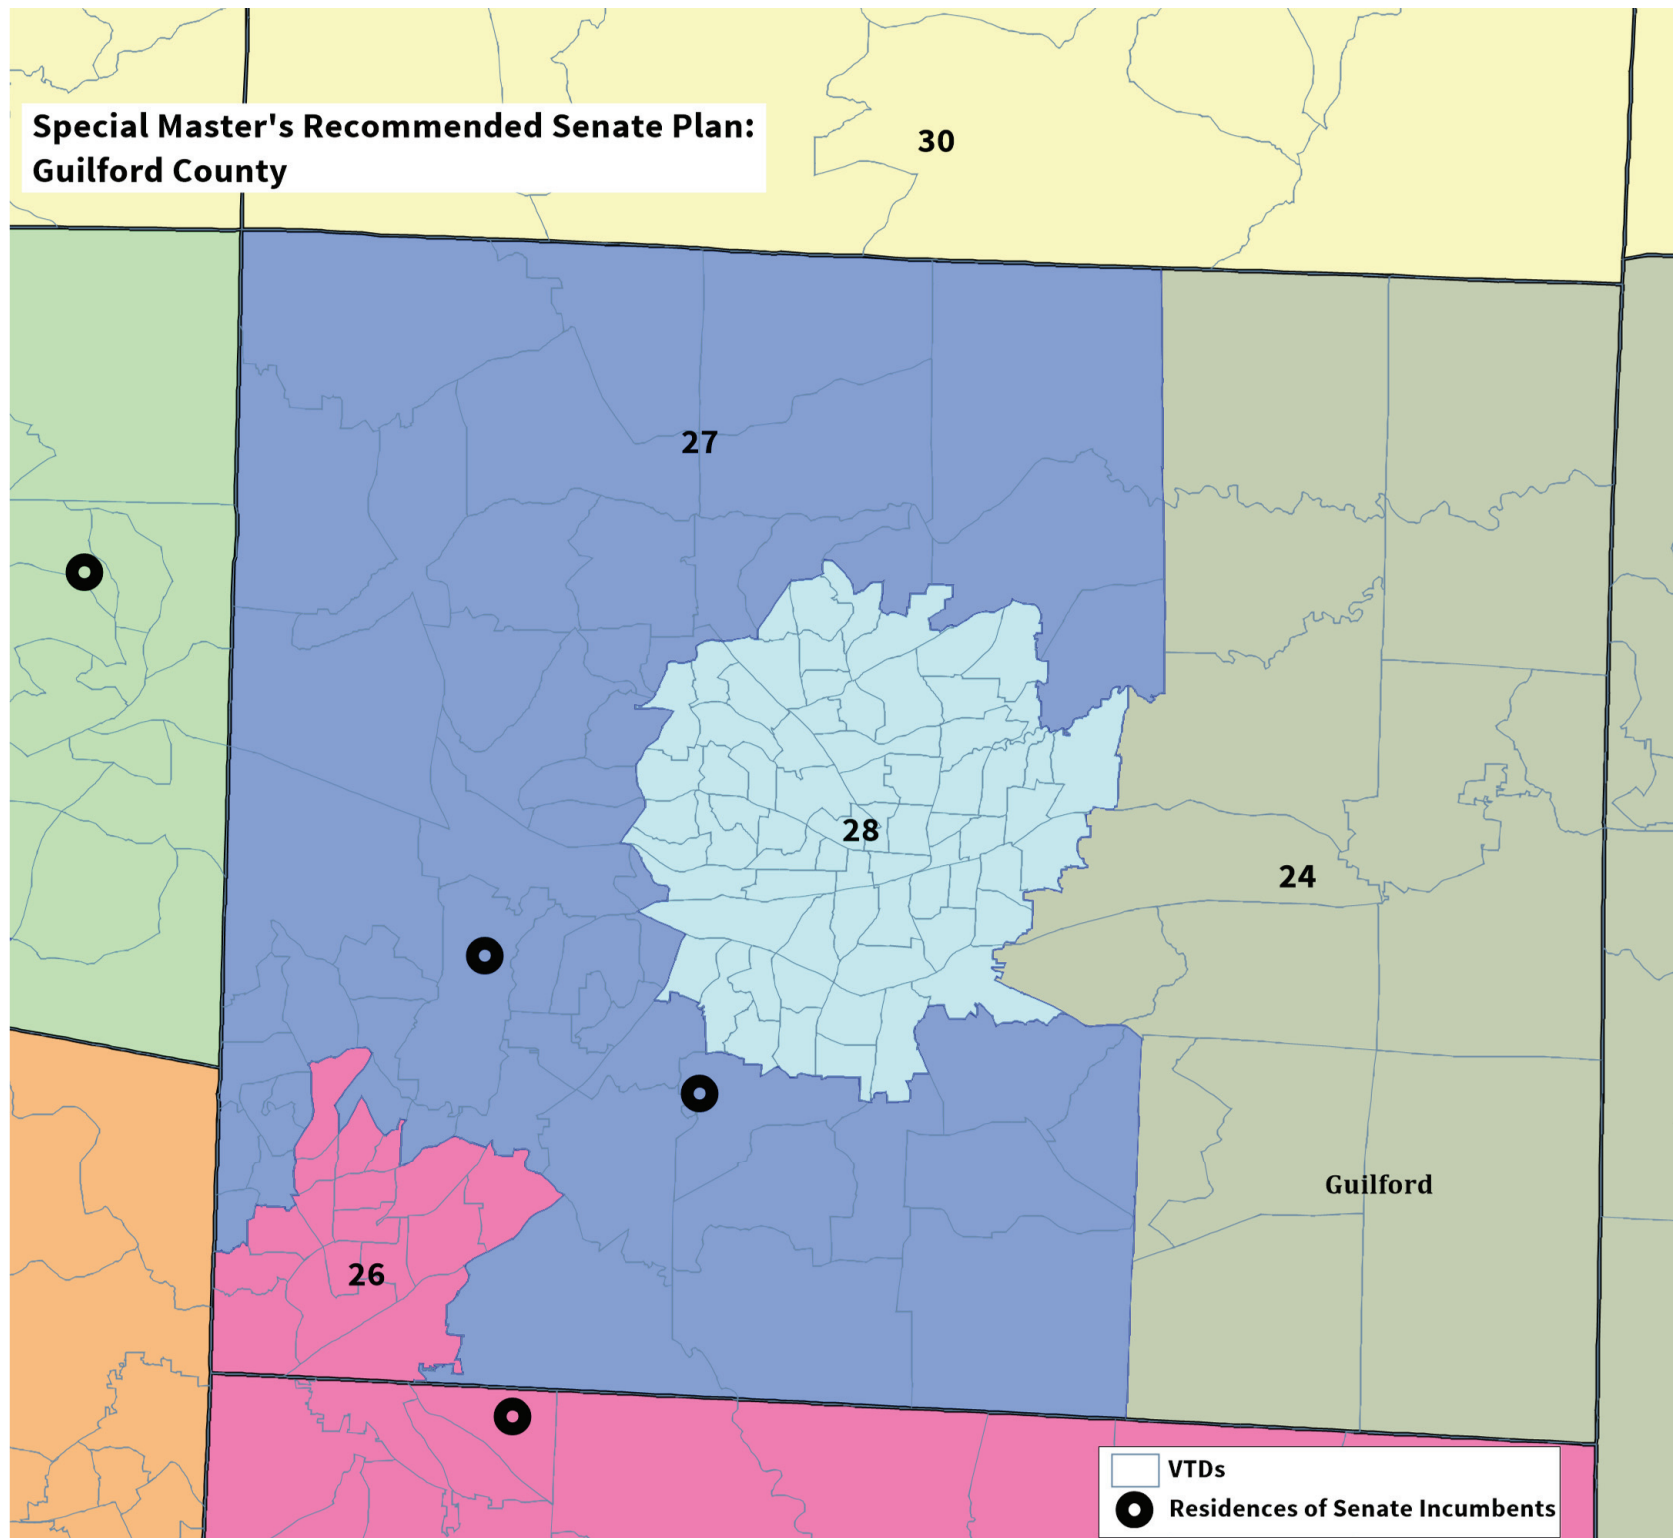 Special Master's Recommended Senate Plan:
Guilford County
30
27
28
24
Guilford
26
VTDs
Residences of Senate Incumbents